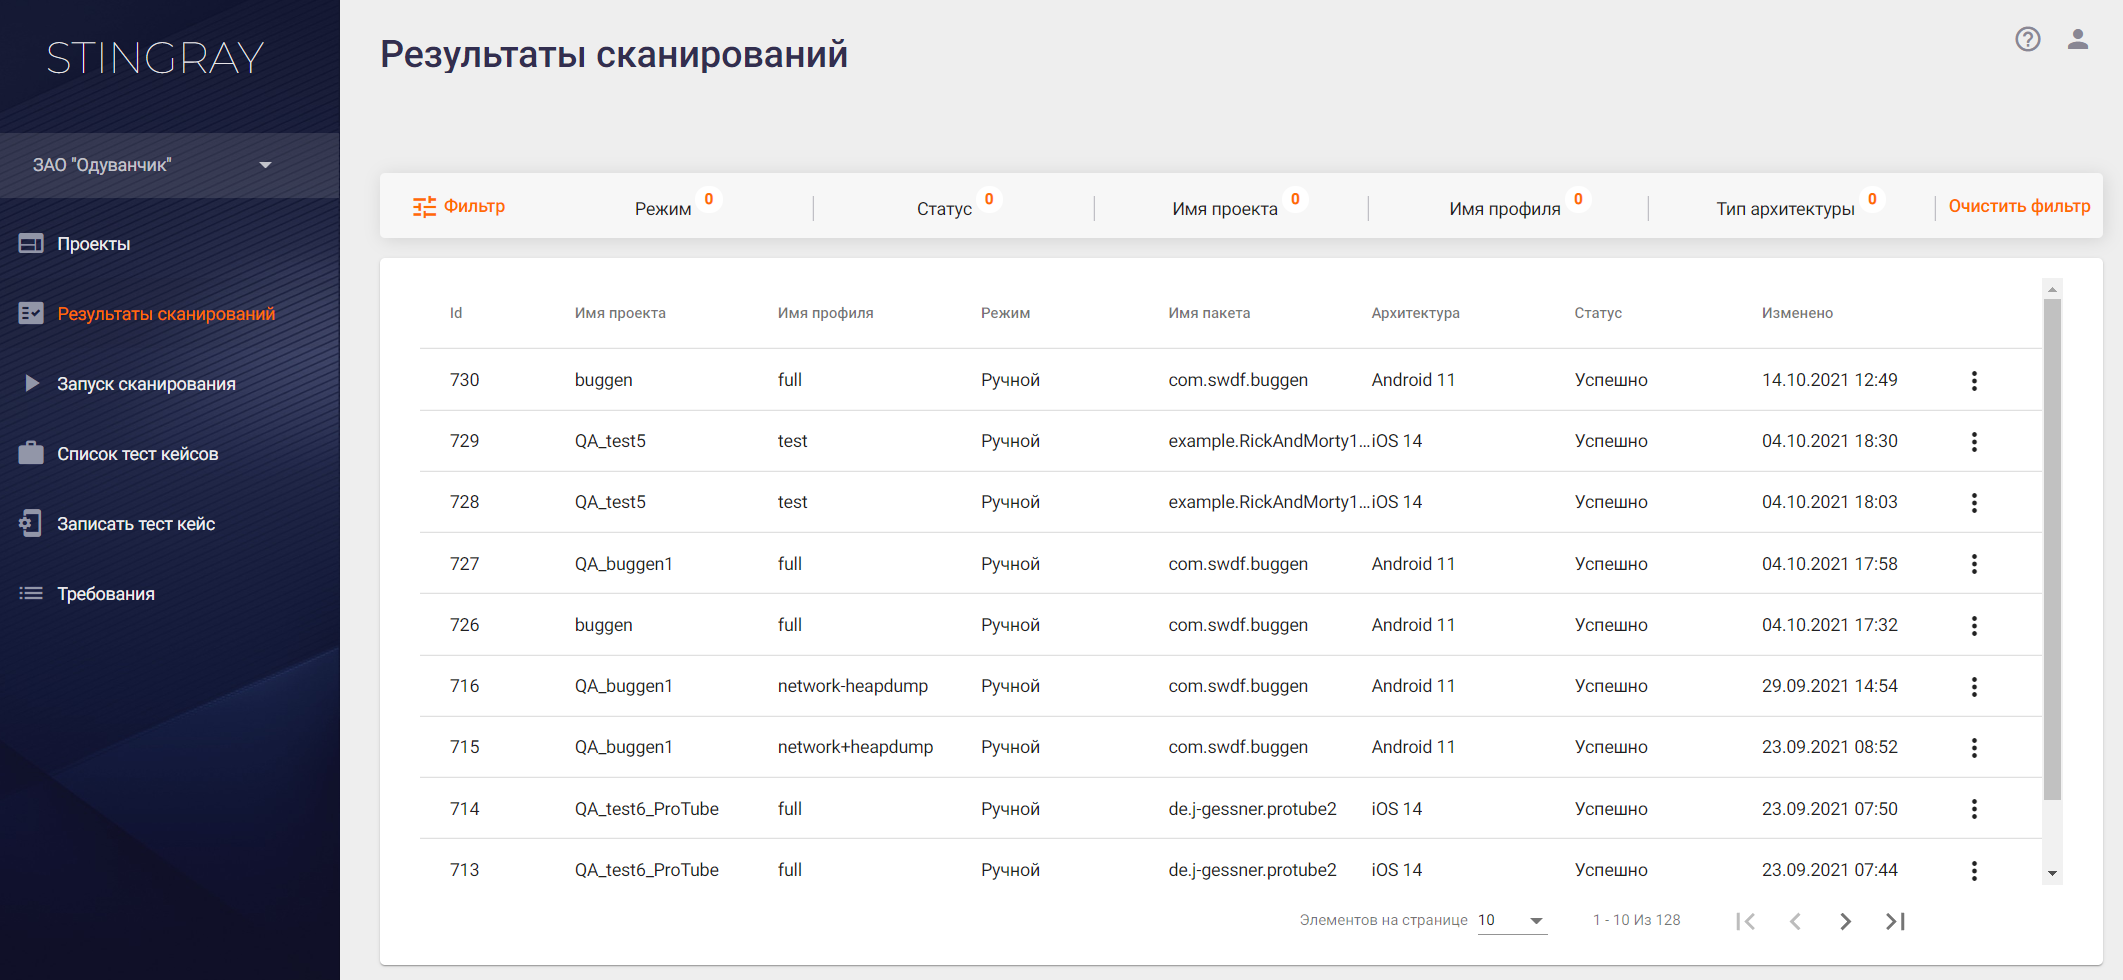 STINGRAY
ЗАО "Одуванчик"
Проекты
Результаты сканирований
Запуск сканирования
Список тест кейсов
Записать тест кейс
Требования
Результаты сканирований
Фильтр Режим 0 Статус 0 Имя проекта 0 Имя профиля 0 Тип архитектуры 0 Очистить фильтр
Id Имя проекта Имя профиля Режим Имя пакета Архитектура Статус Изменено
730 buggen full Ручной com.swdf.buggen Android 11 Успешно 14.10.2021 12:49
729 QA_test5 test Ручной example.RickAndMorty1... iOS 14 Успешно 04.10.2021 18:30
728 QA_test5 test Ручной example.RickAndMorty1... iOS 14 Успешно 04.10.2021 18:03
727 QA_buggen1 full Ручной com.swdf.buggen Android 11 Успешно 04.10.2021 17:58
726 buggen full Ручной com.swdf.buggen Android 11 Успешно 04.10.2021 17:32
716 QA_buggen1 network-heapdump Ручной com.swdf.buggen Android 11 Успешно 29.09.2021 14:54
715 QA_buggen1 network+heapdump Ручной com.swdf.buggen Android 11 Успешно 23.09.2021 08:52
714 QA_test6_ProTube full Ручной de.j-gessner.protube2 iOS 14 Успешно 23.09.2021 07:50
713 QA_test6_ProTube full Ручной de.j-gessner.protube2 iOS 14 Успешно 23.09.2021 07:44
Элементов на странице 10 1 - 10 Из 128